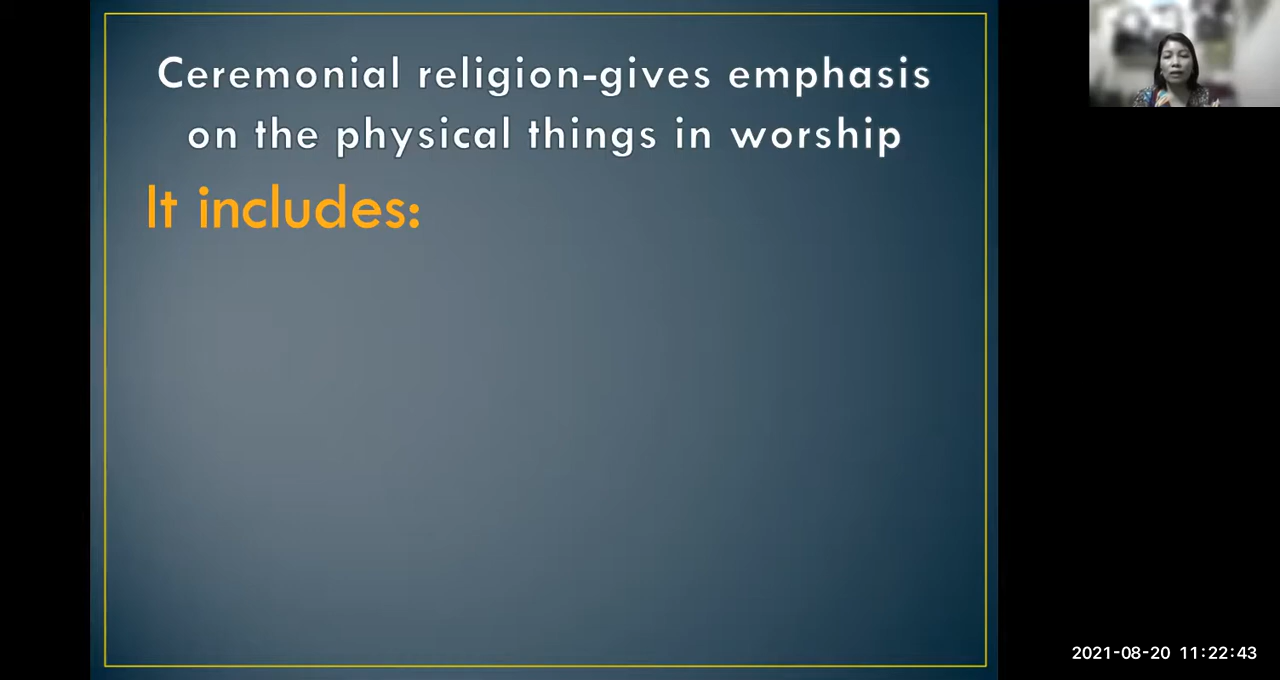 Ceremonial religion-gives emphasis
on the physical things in worship
It includes:
2021-08-20 11:22:43